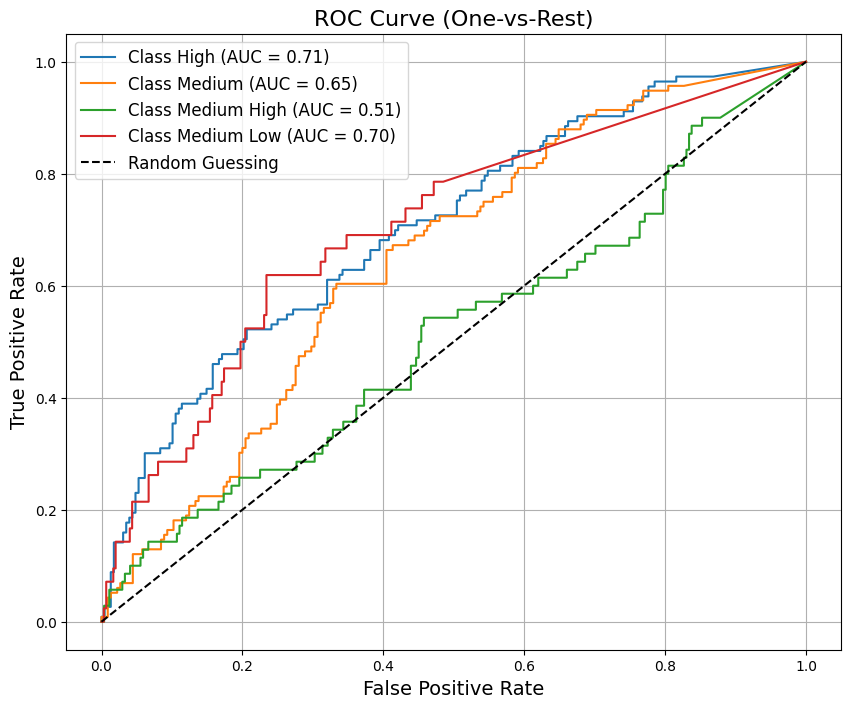 ROC Curve (One-vs-Rest)
Class High (AUC = 0.71)
Class Medium (AUC = 0.65)
Class Medium High (AUC = 0.51)
Class Medium Low (AUC = 0.70)
Random Guessing
True Positive Rate
1.0
0.8
0.6
0.4
0.2
0.0
0.0 0.2 0.4 0.6 0.8 1.0
False Positive Rate